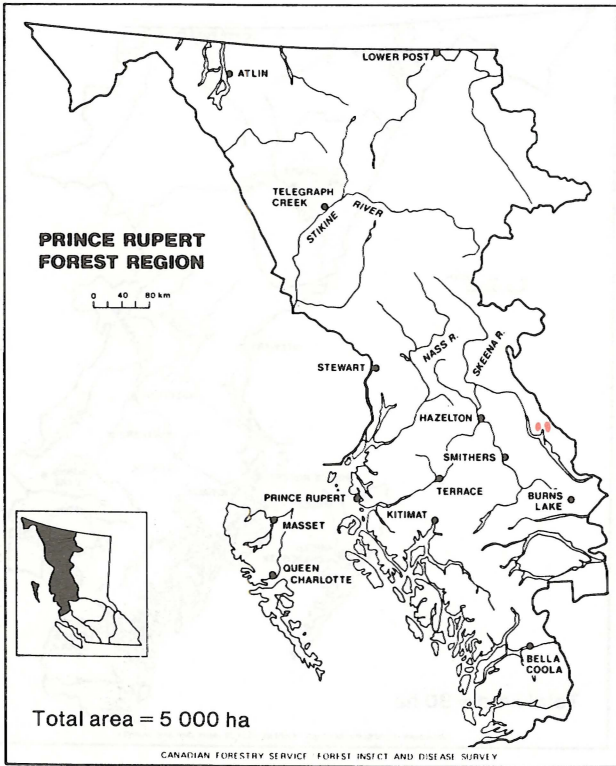 LOWER POST
ATLIN
TELEGRAPH
CREEK
STIKINE RIVER
PRINCE RUPERT
FOREST REGION
0 40 80 km
NASS R.
SKEENA R.
STEWART
HAZELTON
SMITHERS
TERRACE
PRINCE RUPERT
KITIMAT
BURNS
LAKE
MASSET
QUEEN
CHARLOTTE
BELLA
COOLA
Total area = 5 000 ha
CANADIAN FORESTRY SERVICE FOREST INSECT AND DISEASE SURVEY